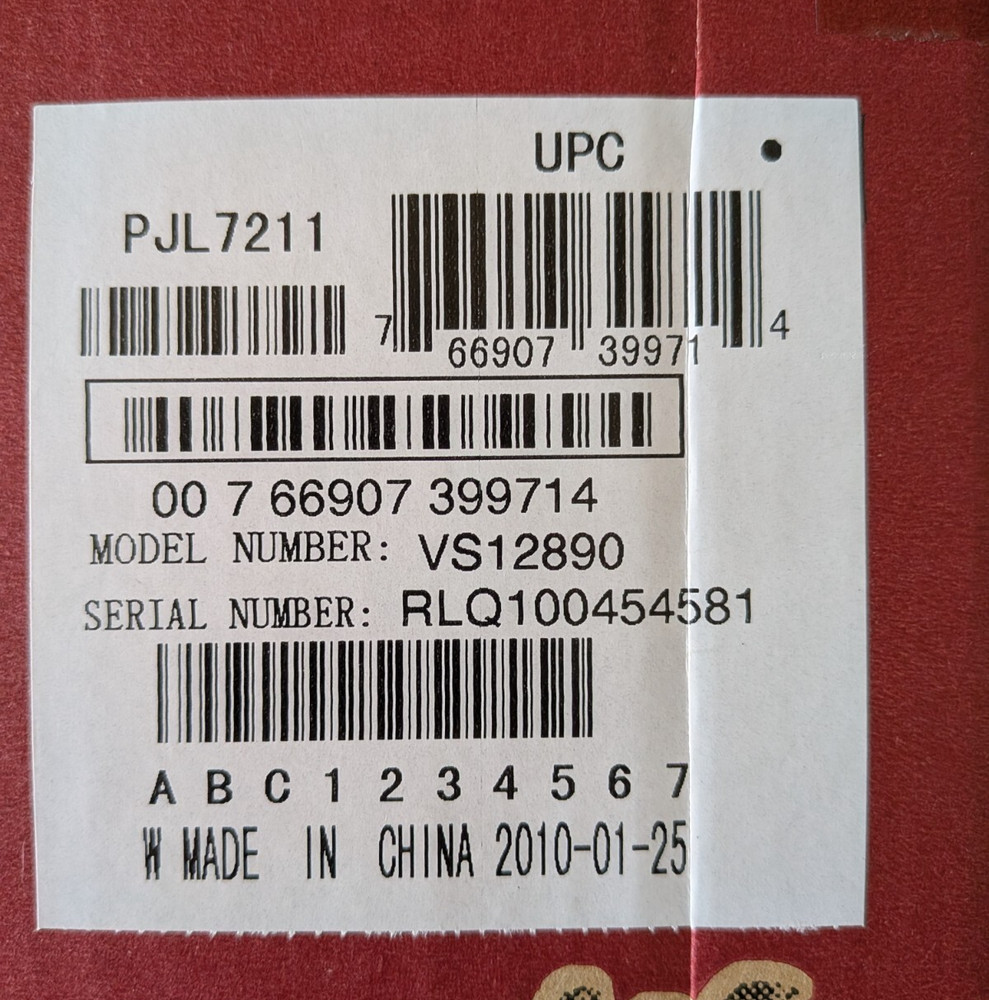 UPC
PJL7211
7 66907 39971 4
00 7 66907 399714
MODEL NUMBER: VS12890
SERIAL NUMBER: RLQ100454581
A B C 1 2 3 4 5 6 7
W MADE IN CHINA 2010-01-25